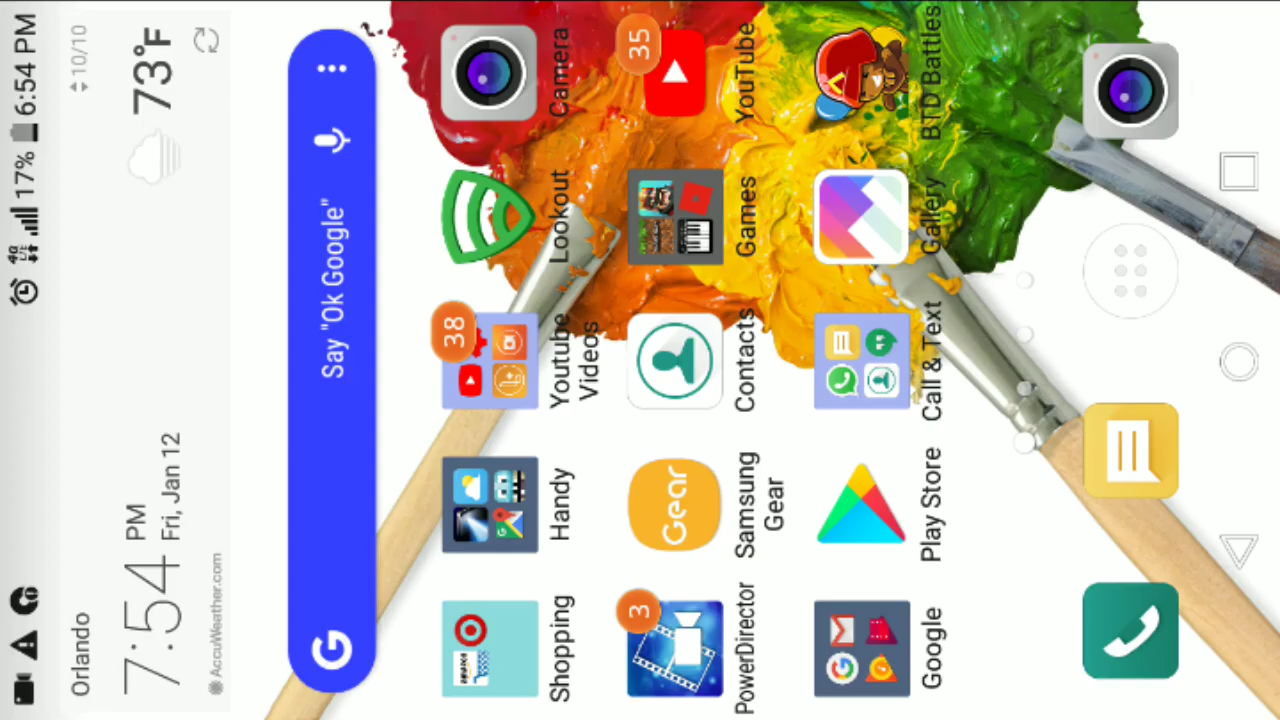 4G LTE 17% 6:54 PM
Orlando
10/10
7:54 PM
Fri, Jan 12
73°F
AccuWeather.com
G Say "Ok Google"
38
Shopping
Handy
Youtube
Videos
Lookout
Camera
3
Gear
35
PowerDirector
Samsung
Gear
Contacts
Games
YouTube
Google
Play Store
Call & Text
Gallery
BTD Battles